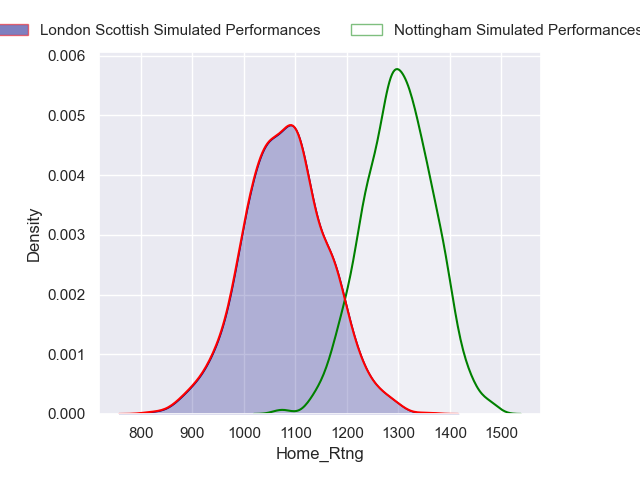 London Scottish Simulated Performances Nottingham Simulated Performances
0.006
0.005
0.004
0.003
0.002
0.001
0.000
Density
800 900 1000 1100 1200 1300 1400 1500
Home_Rtng